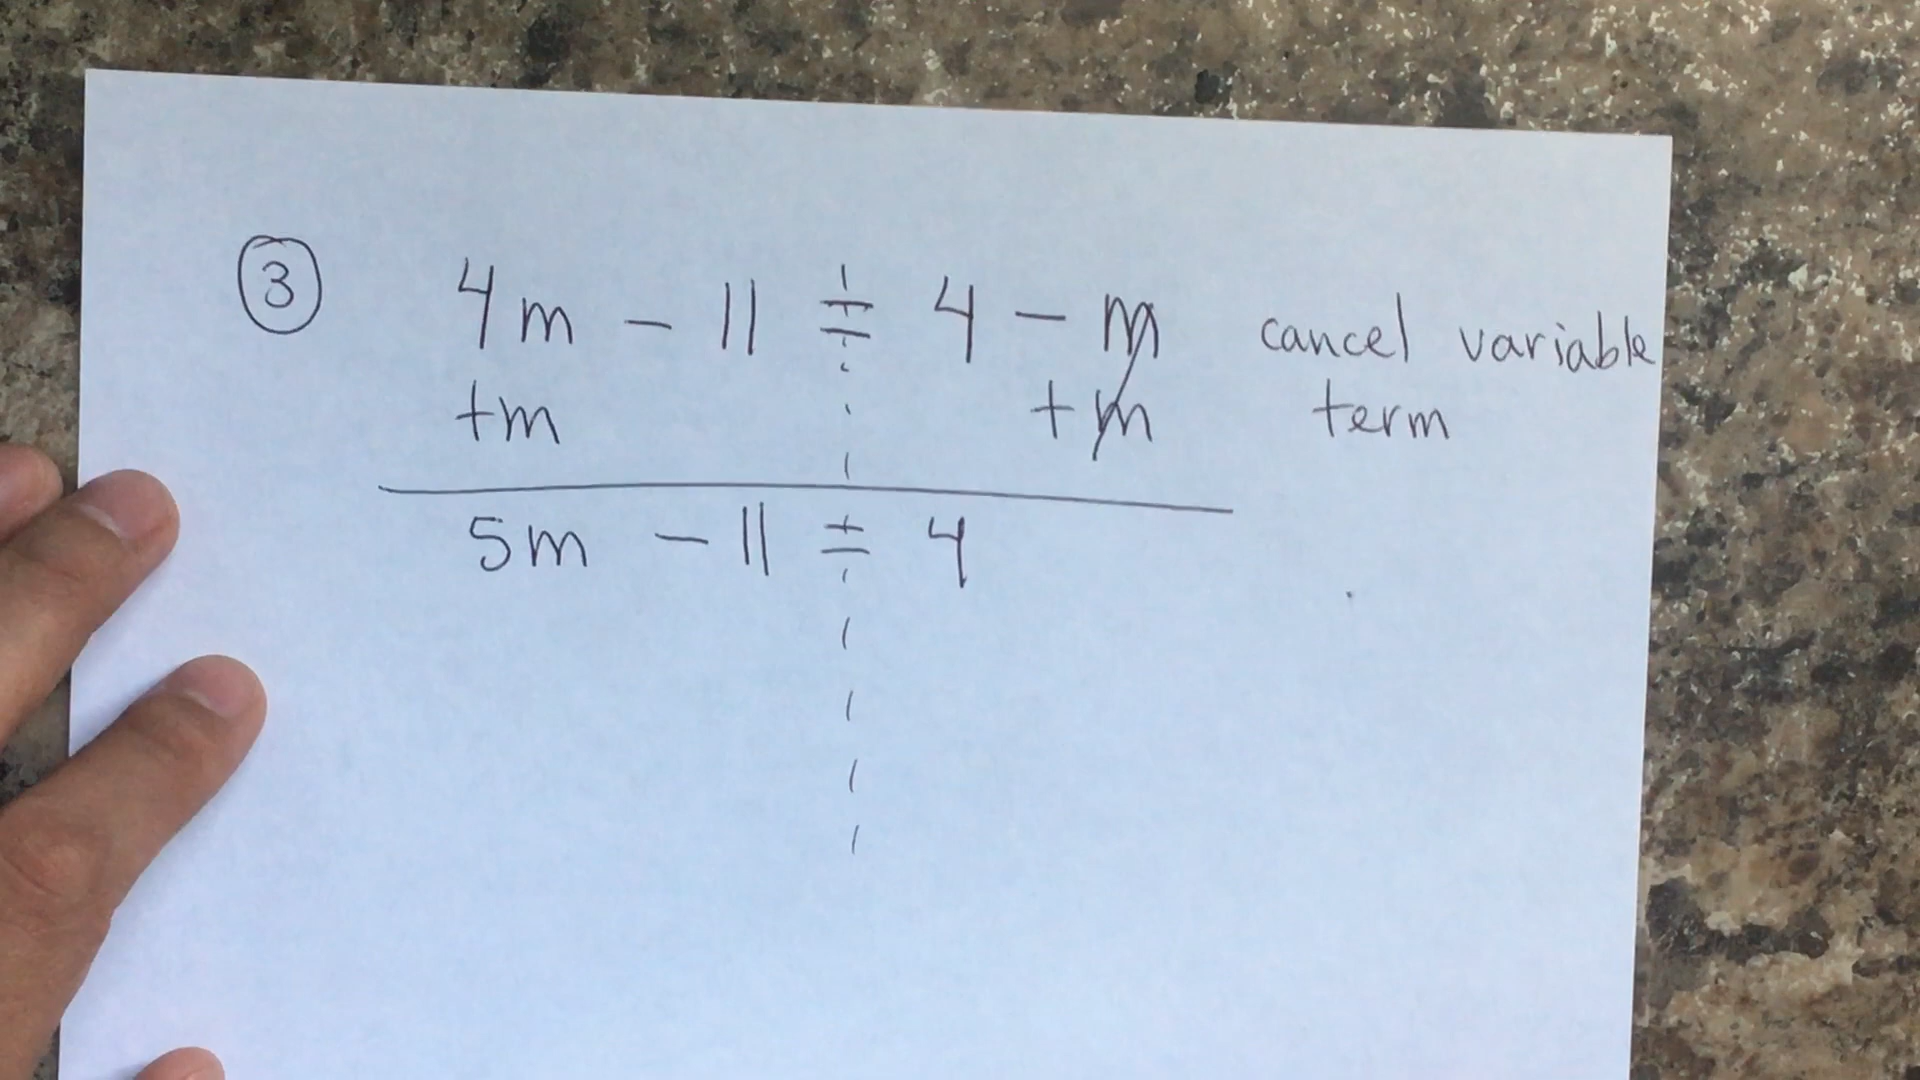 ③ 4m - 11 = 4 - m cancel variable
+m +m term
5m - 11 = 4